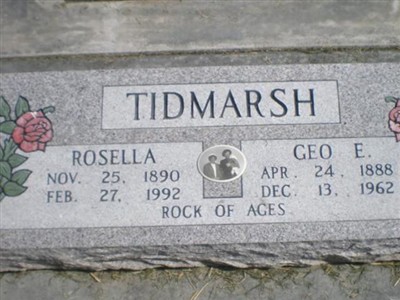 TIDMARSH
ROSELLA
NOV. 25, 1890
FEB. 27, 1992
GEO E.
APR. 24, 1888
DEC. 13, 1962
ROCK OF AGES